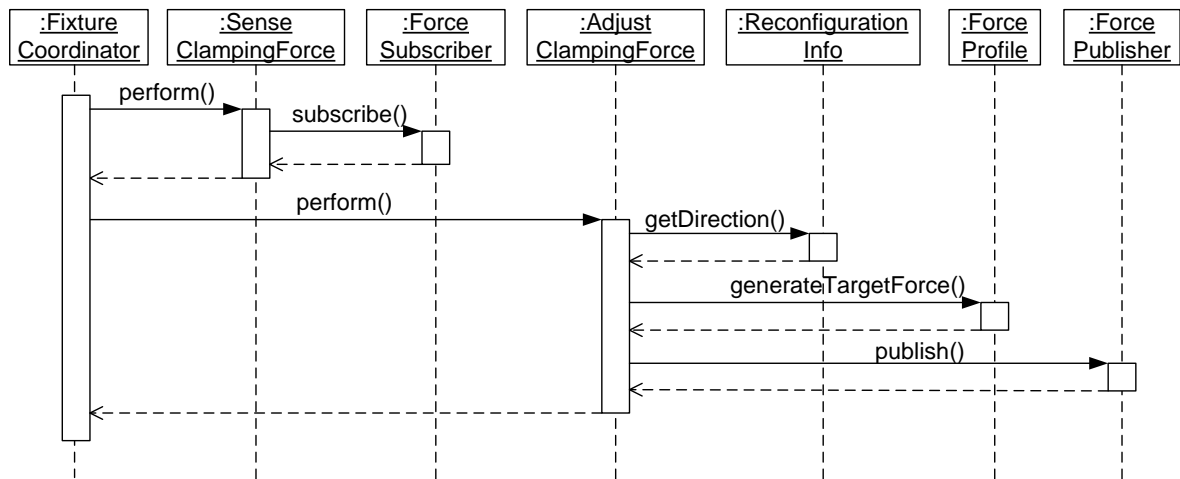 :Fixture
Coordinator
:Sense
ClampingForce
:Force
Subscriber
:Adjust
ClampingForce
:Reconfiguration
Info
:Force
Profile
:Force
Publisher
perform()
subscribe()
perform()
getDirection()
generateTargetForce()
publish()